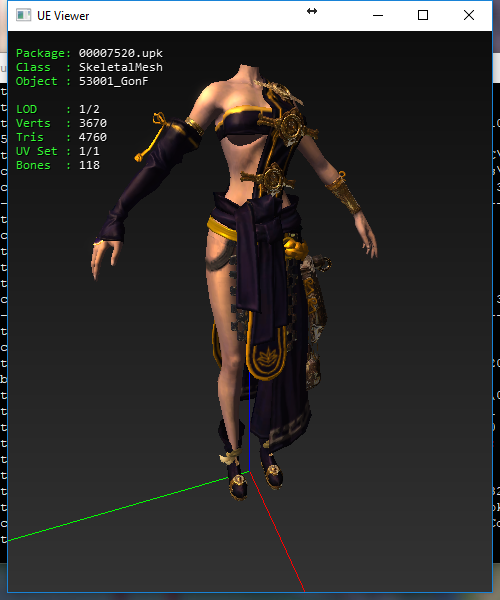 UE Viewer
Package: 00007520.upk
Class  : SkeletalMesh
Object : 53001_GonF
LOD    : 1/2
Verts  : 3670
Tris   : 4760
UV Set : 1/1
Bones  : 118